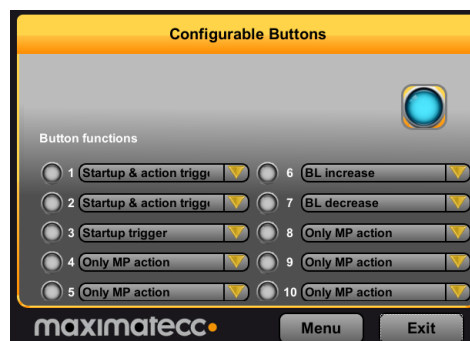 Configurable Buttons
Button functions
1 Startup & action trigg
2 Startup & action trigg
3 Startup trigger
4 Only MP action
5 Only MP action
6 BL increase
7 BL decrease
8 Only MP action
9 Only MP action
10 Only MP action
maximatecc
Menu
Exit